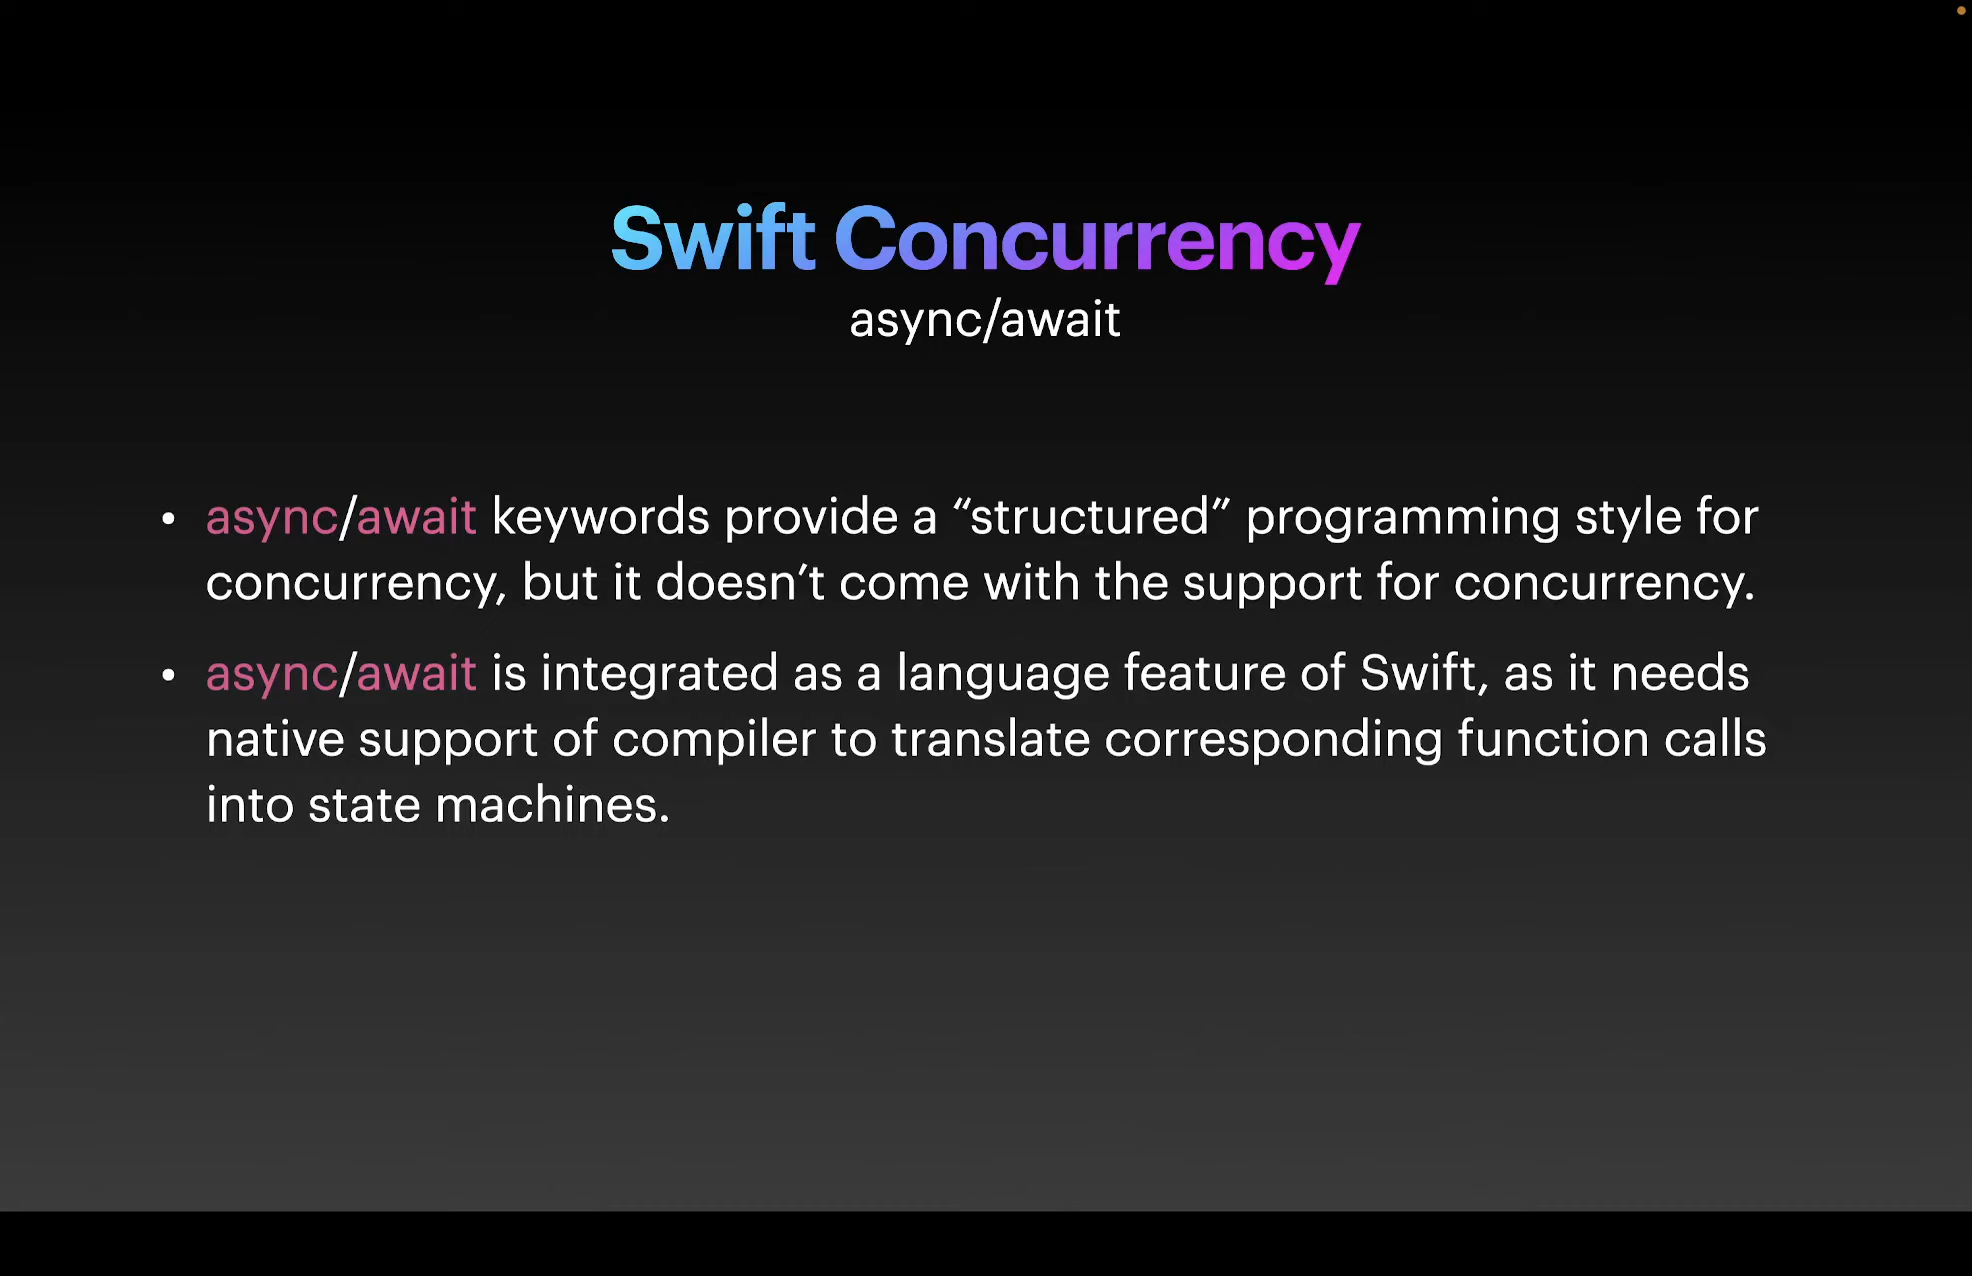 Swift Concurrency
async/await
• async/await keywords provide a “structured” programming style for
concurrency, but it doesn’t come with the support for concurrency.
• async/await is integrated as a language feature of Swift, as it needs
native support of compiler to translate corresponding function calls
into state machines.